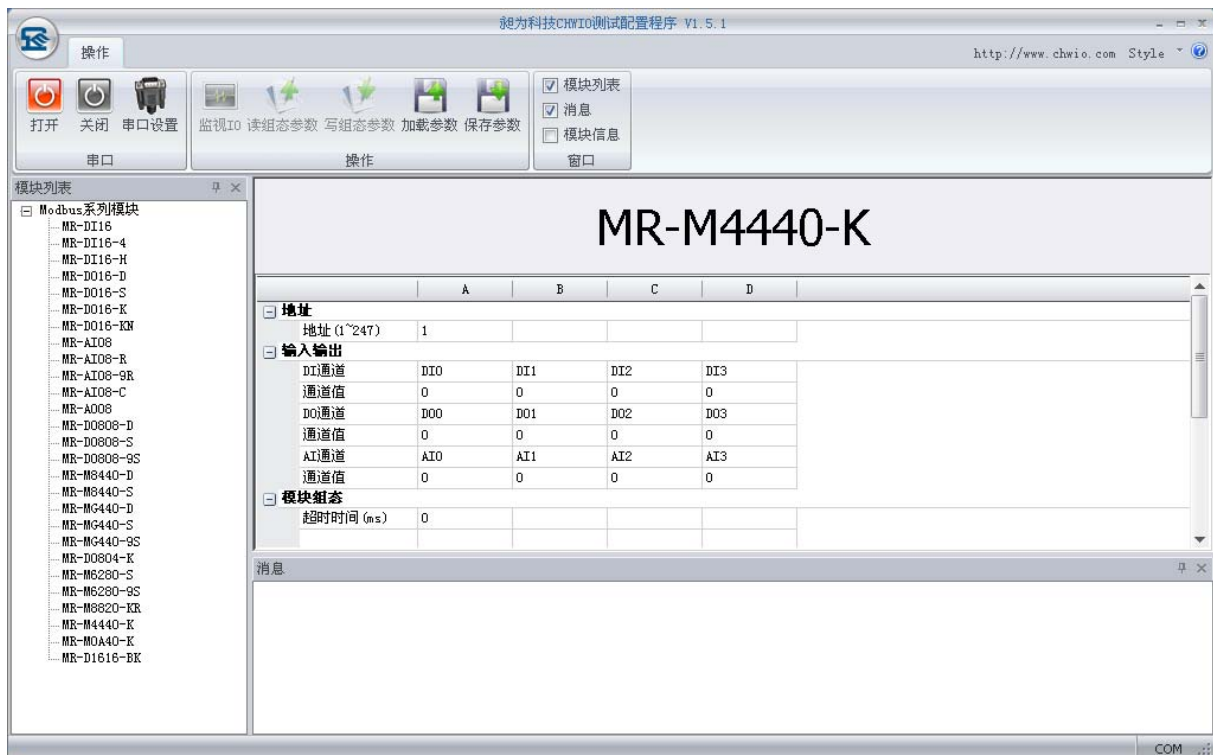 昶为科技CHWIO测试配置程序 V1.5.1
操作
http://www.chwio.com Style
打开 关闭 串口设置
串口
监视IO 读组态参数 写组态参数 加载参数 保存参数
操作
模块列表
消息
模块信息
窗口
模块列表
Modbus系列模块
MR-DI16
MR-DI16-4
MR-DI16-H
MR-DO16-D
MR-DO16-S
MR-DO16-K
MR-DO16-KN
MR-AI08
MR-AI08-R
MR-AI08-9R
MR-AI08-C
MR-AO08
MR-D0808-D
MR-D0808-S
MR-D0808-9S
MR-M8440-D
MR-M8440-S
MR-MG440-D
MR-MG440-S
MR-MG440-9S
MR-D0804-K
MR-M6280-S
MR-M6280-9S
MR-M8820-KR
MR-M4440-K
MR-M0A40-K
MR-D1616-BK
MR-M4440-K
A B C D
地址
地址(1~247) 1
输入输出
DI通道 DI0 DI1 DI2 DI3
通道值 0 0 0 0
DO通道 DO0 DO1 DO2 DO3
通道值 0 0 0 0
AI通道 AI0 AI1 AI2 AI3
通道值 0 0 0 0
模块组态
超时时间(ms) 0
消息
COM